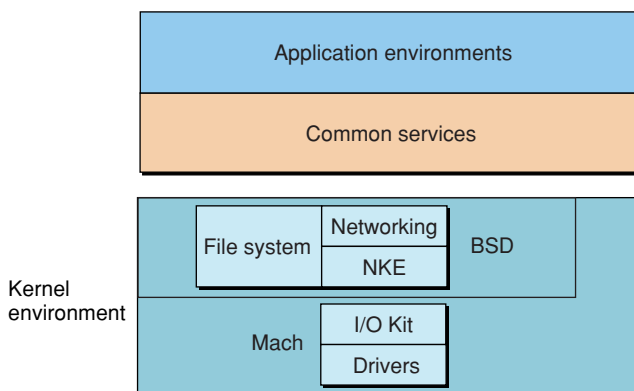 Application environments
Common services
File system
Networking
NKE
BSD
Kernel
environment
Mach
I/O Kit
Drivers